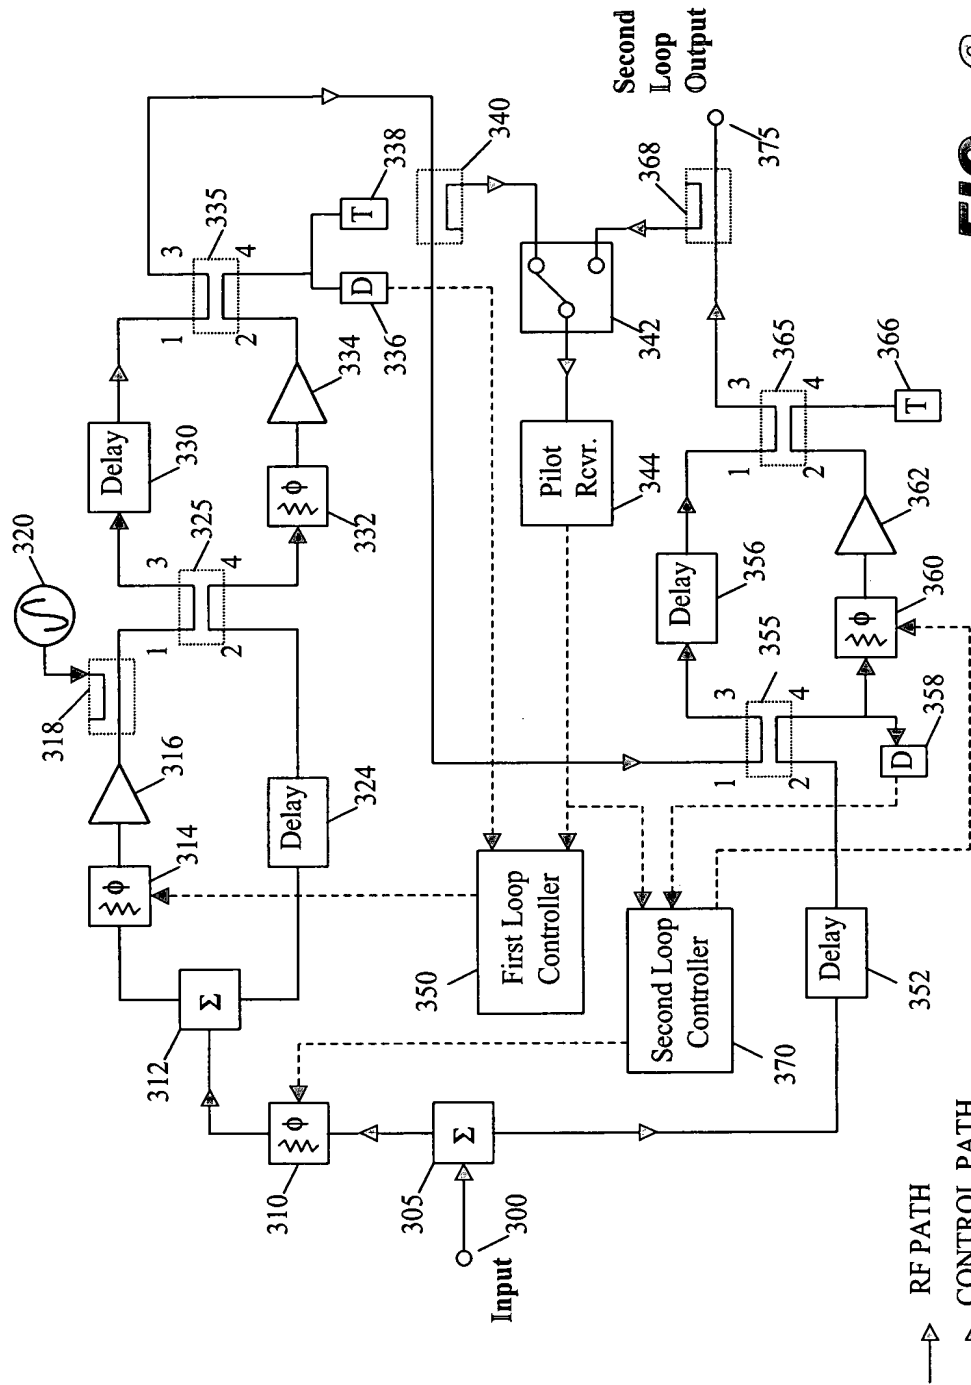 Input
300
305
Σ
310
ϕ
312
Σ
314
ϕ
316
318
320
324
Delay
325
1
2
3
4
330
Delay
332
ϕ
334
335
1
2
3
4
336
D
338
T
340
342
344
Pilot
Rcvr.
350
First Loop
Controller
352
Delay
355
1
2
3
4
356
Delay
358
D
360
ϕ
362
365
1
2
3
4
366
T
368
370
Second Loop
Controller
375
Second
Loop
Output
RF PATH
CONTROL PATH